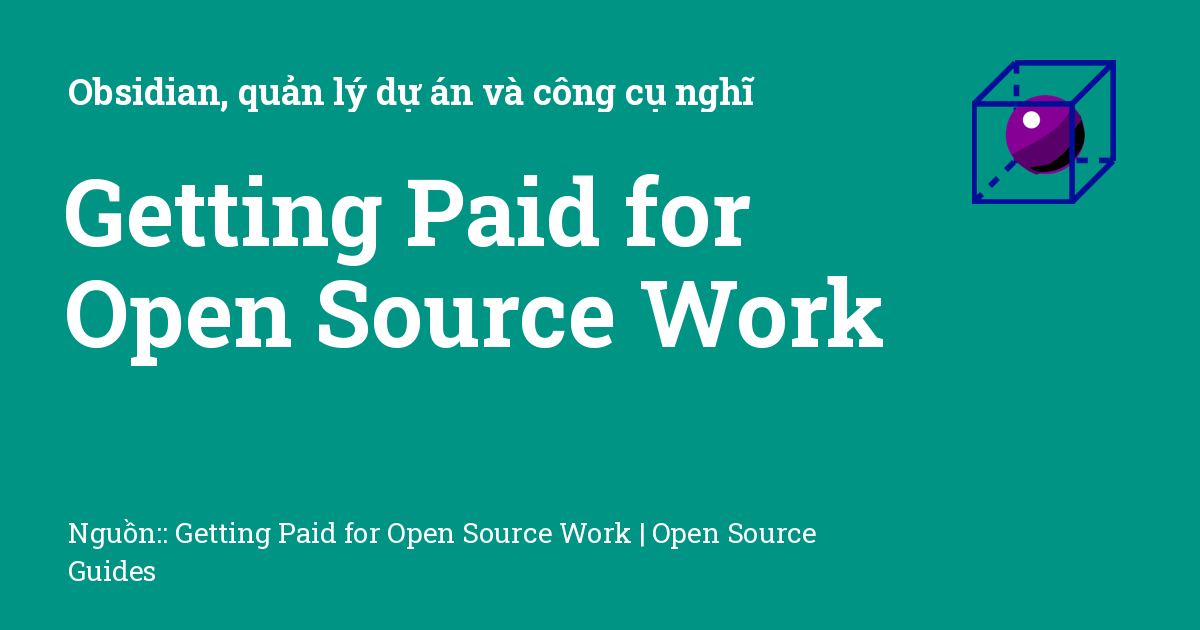 Obsidian, quản lý dự án và công cụ nghĩ
Getting Paid for
Open Source Work
Nguồn:: Getting Paid for Open Source Work | Open Source
Guides